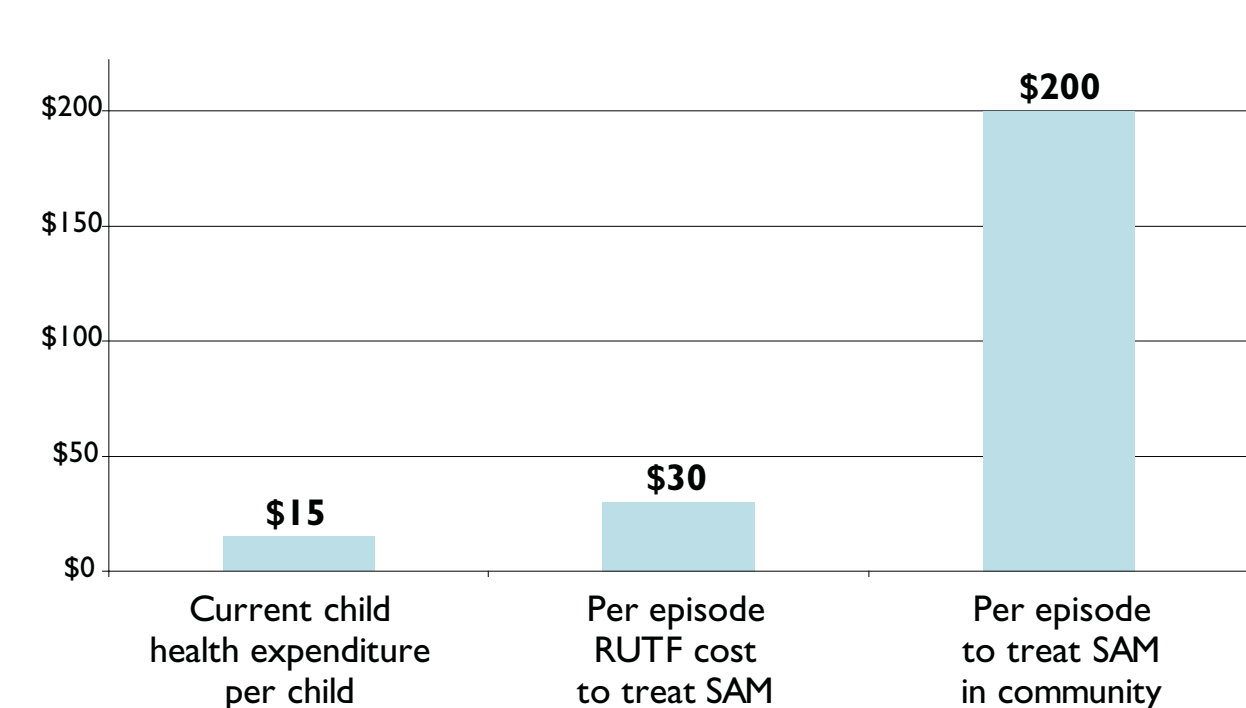 $200
$200
$150
$100
$50
$30
$15
$0
Current child
health expenditure
per child
Per episode
RUTF cost
to treat SAM
Per episode
to treat SAM
in community